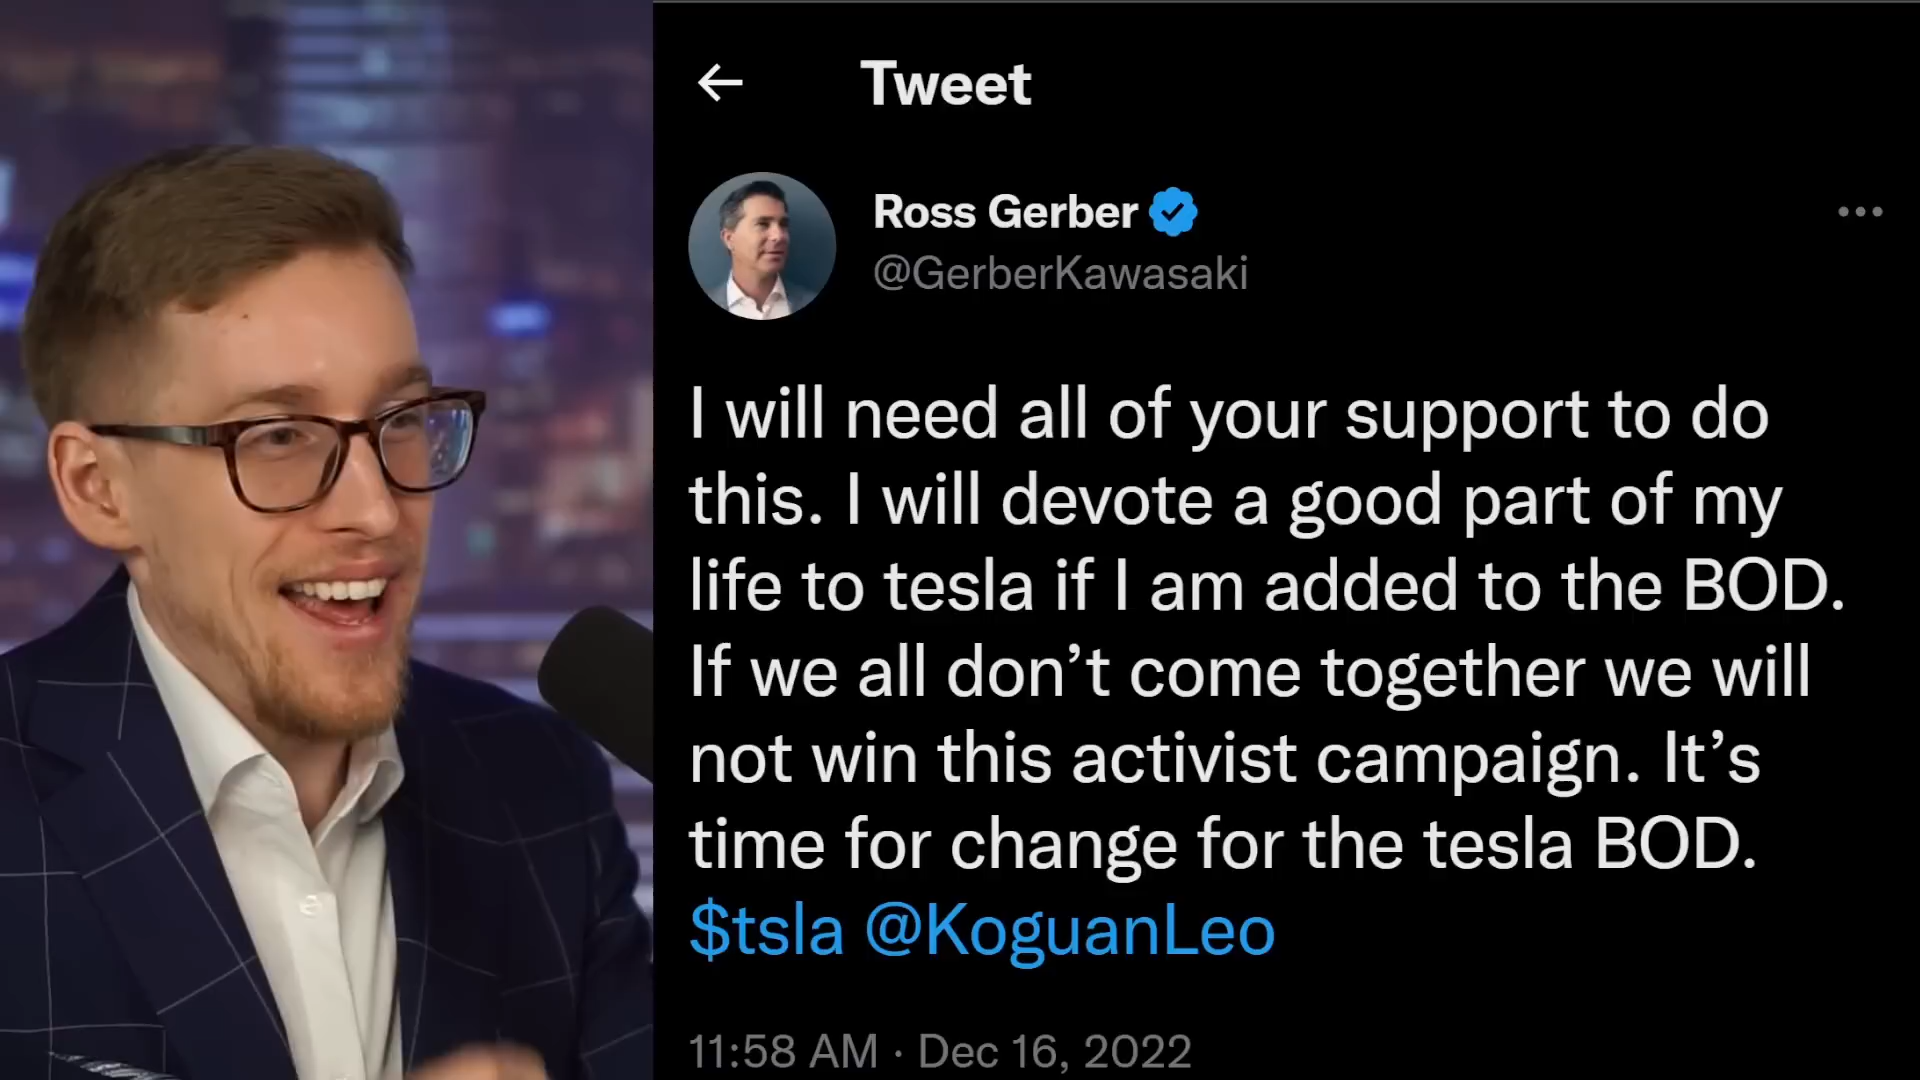 Tweet
Ross Gerber
@GerberKawasaki
I will need all of your support to do
this. I will devote a good part of my
life to tesla if I am added to the BOD.
If we all don’t come together we will
not win this activist campaign. It’s
time for change for the tesla BOD.
$tsla @KoguanLeo
11:58 AM · Dec 16, 2022